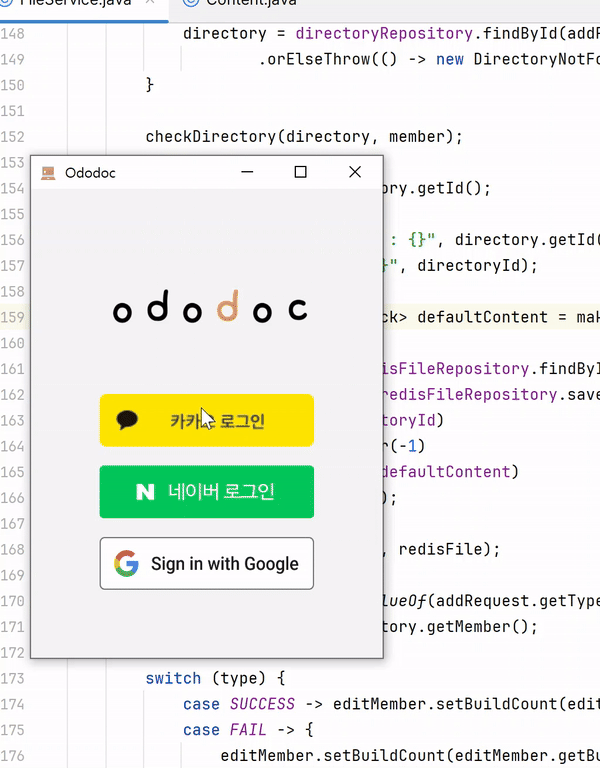 FileService.java
Content.java
148 directory = directoryRepository.findById(addR
149 .orElseThrow(() -> new DirectoryNotFo
150 }
151
152 checkDirectory(directory, member);
153
Ododoc
154 ory.getId();
155
156 : {}", directory.getId(
157 }", directoryId);
158
ododoc
159 ck> defaultContent = mak
160
161 isFileRepository.findById
162 redisFileRepository.save
카카오 로그인
163 toryId)
164 r(-1)
165 defaultContent)
네이버 로그인
166 );
167
168 , redisFile);
Sign in with Google
169
170 lueOf(addRequest.getType
171 tory.getMember();
172
173 switch (type) {
174 case SUCCESS -> editMember.setBuildCount(edit
175 case FAIL -> {
176 editMember.setBuildCount(editMember.getBu